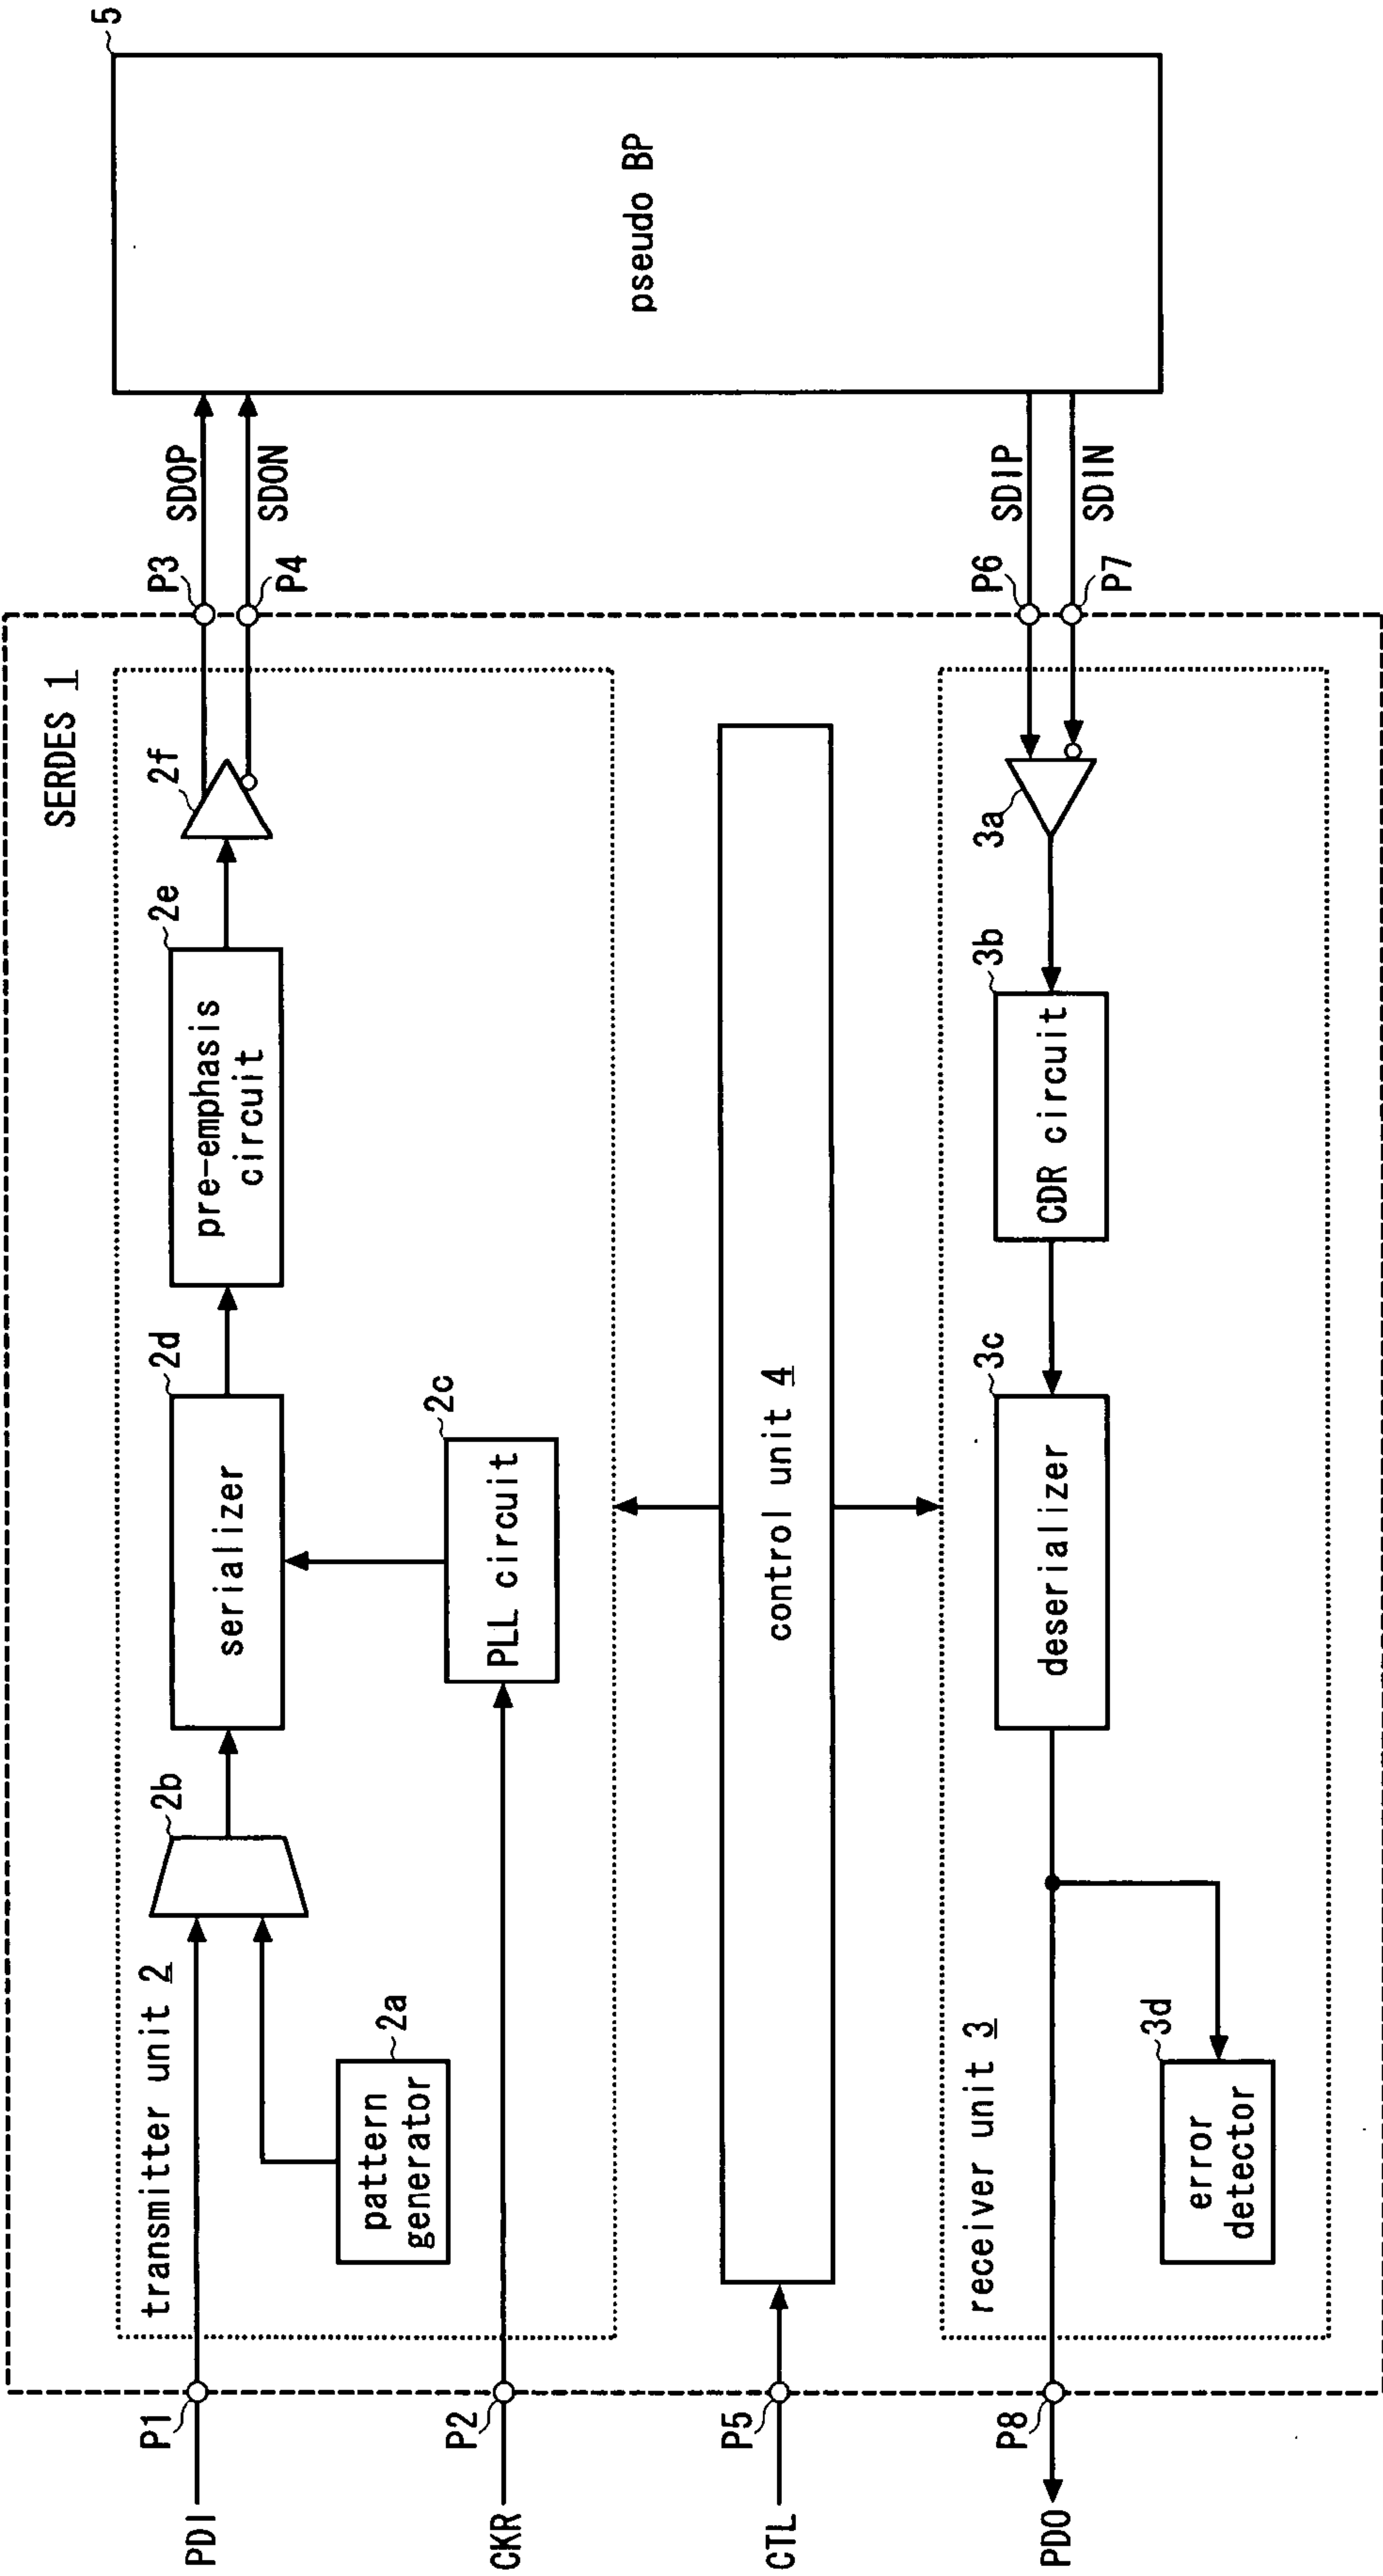 SERDES 1
PDI
P1
transmitter unit 2
pattern
generator
2a
2b
serializer
2d
pre-emphasis
circuit
2e
2f
P3
SDOP
P4
SDON
CKR
P2
PLL circuit
2c
CTL
P5
control unit 4
5
pseudo BP
PDO
P8
receiver unit 3
error
detector
3d
deserializer
3c
CDR circuit
3b
3a
P6
SDIP
P7
SDIN